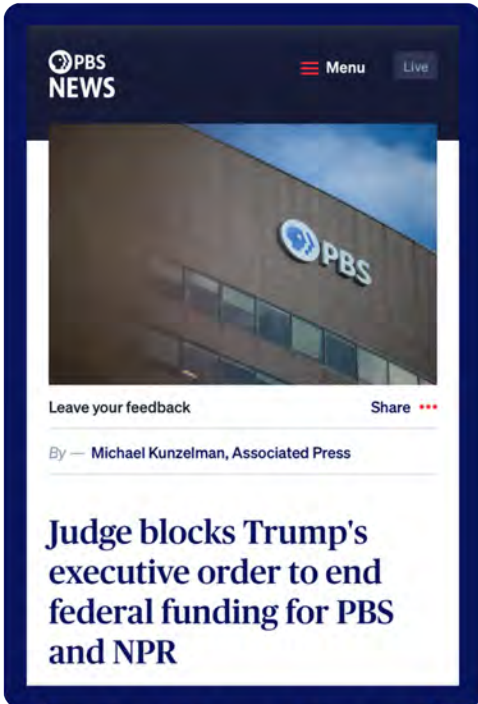 PBS
NEWS
Menu
Live
PBS
Leave your feedback
Share
By — Michael Kunzelman, Associated Press
Judge blocks Trump's
executive order to end
federal funding for PBS
and NPR